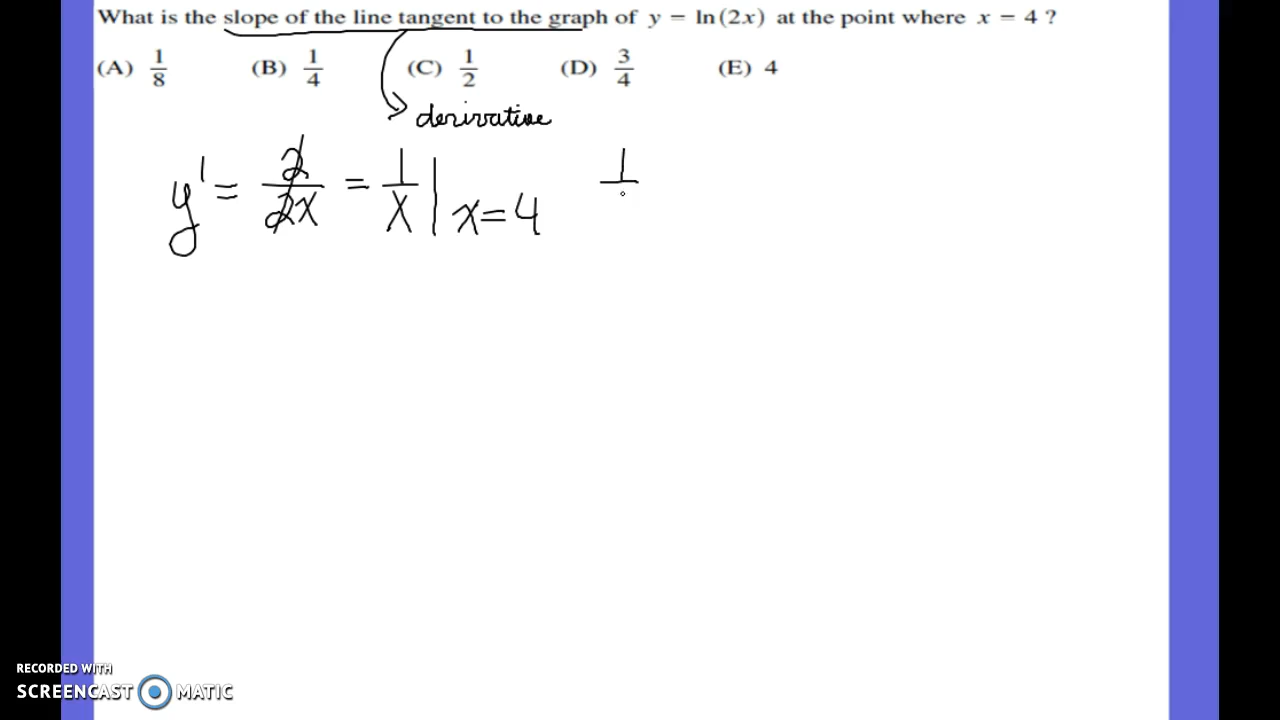 What is the slope of the line tangent to the graph of y = ln(2x) at the point where x = 4 ?
(A) 1/8 (B) 1/4 (C) 1/2 (D) 3/4 (E) 4
derivative
y' = 2/2x = 1/x | x=4 1/
RECORDED WITH
SCREENCAST MATIC